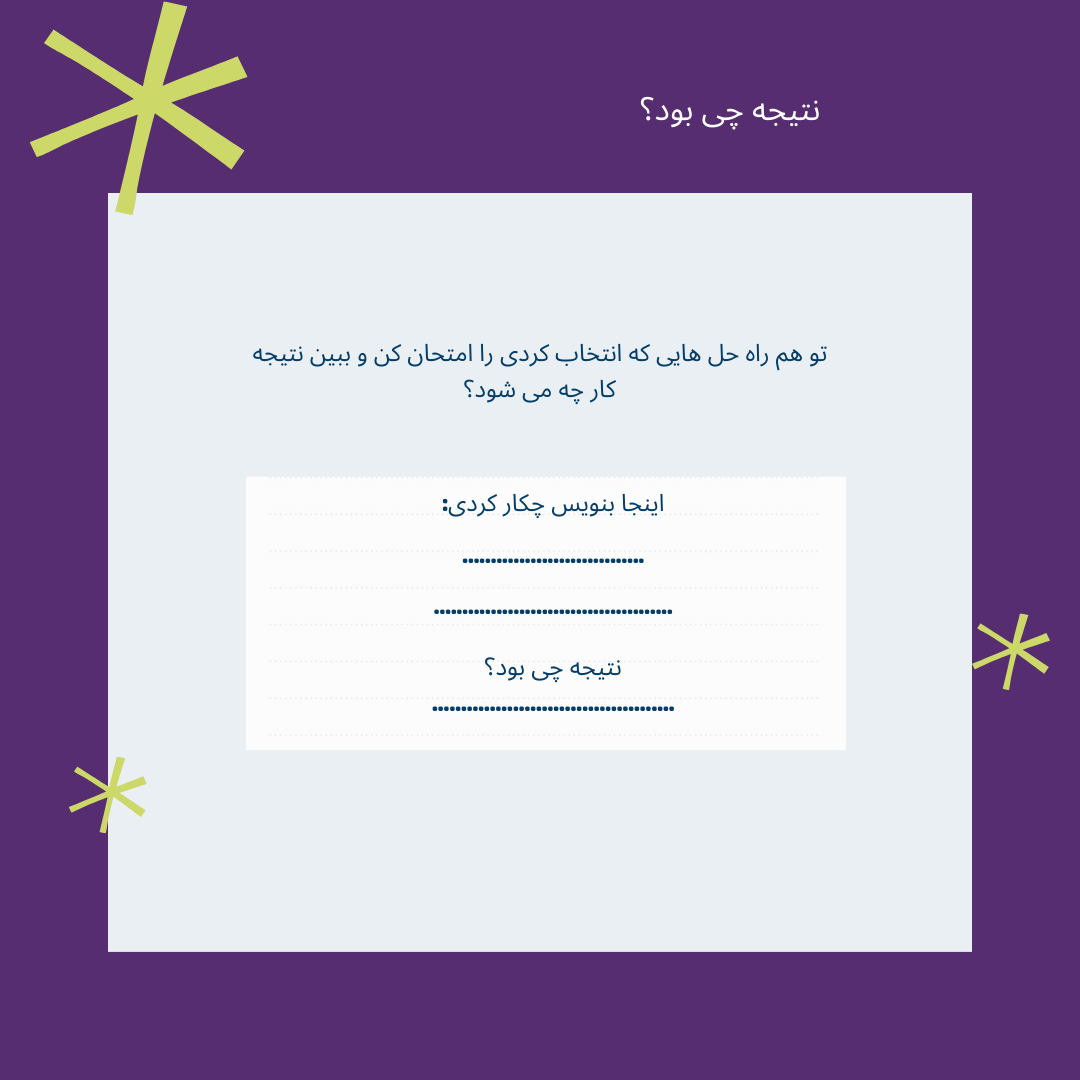 نتیجه چی بود؟
تو هم راه حل هایی که انتخاب کردی را امتحان کن و ببین نتیجه
کار چه می شود؟
اینجا بنویس چکار کردی:
................................
..........................................
نتیجه چی بود؟
...........................................